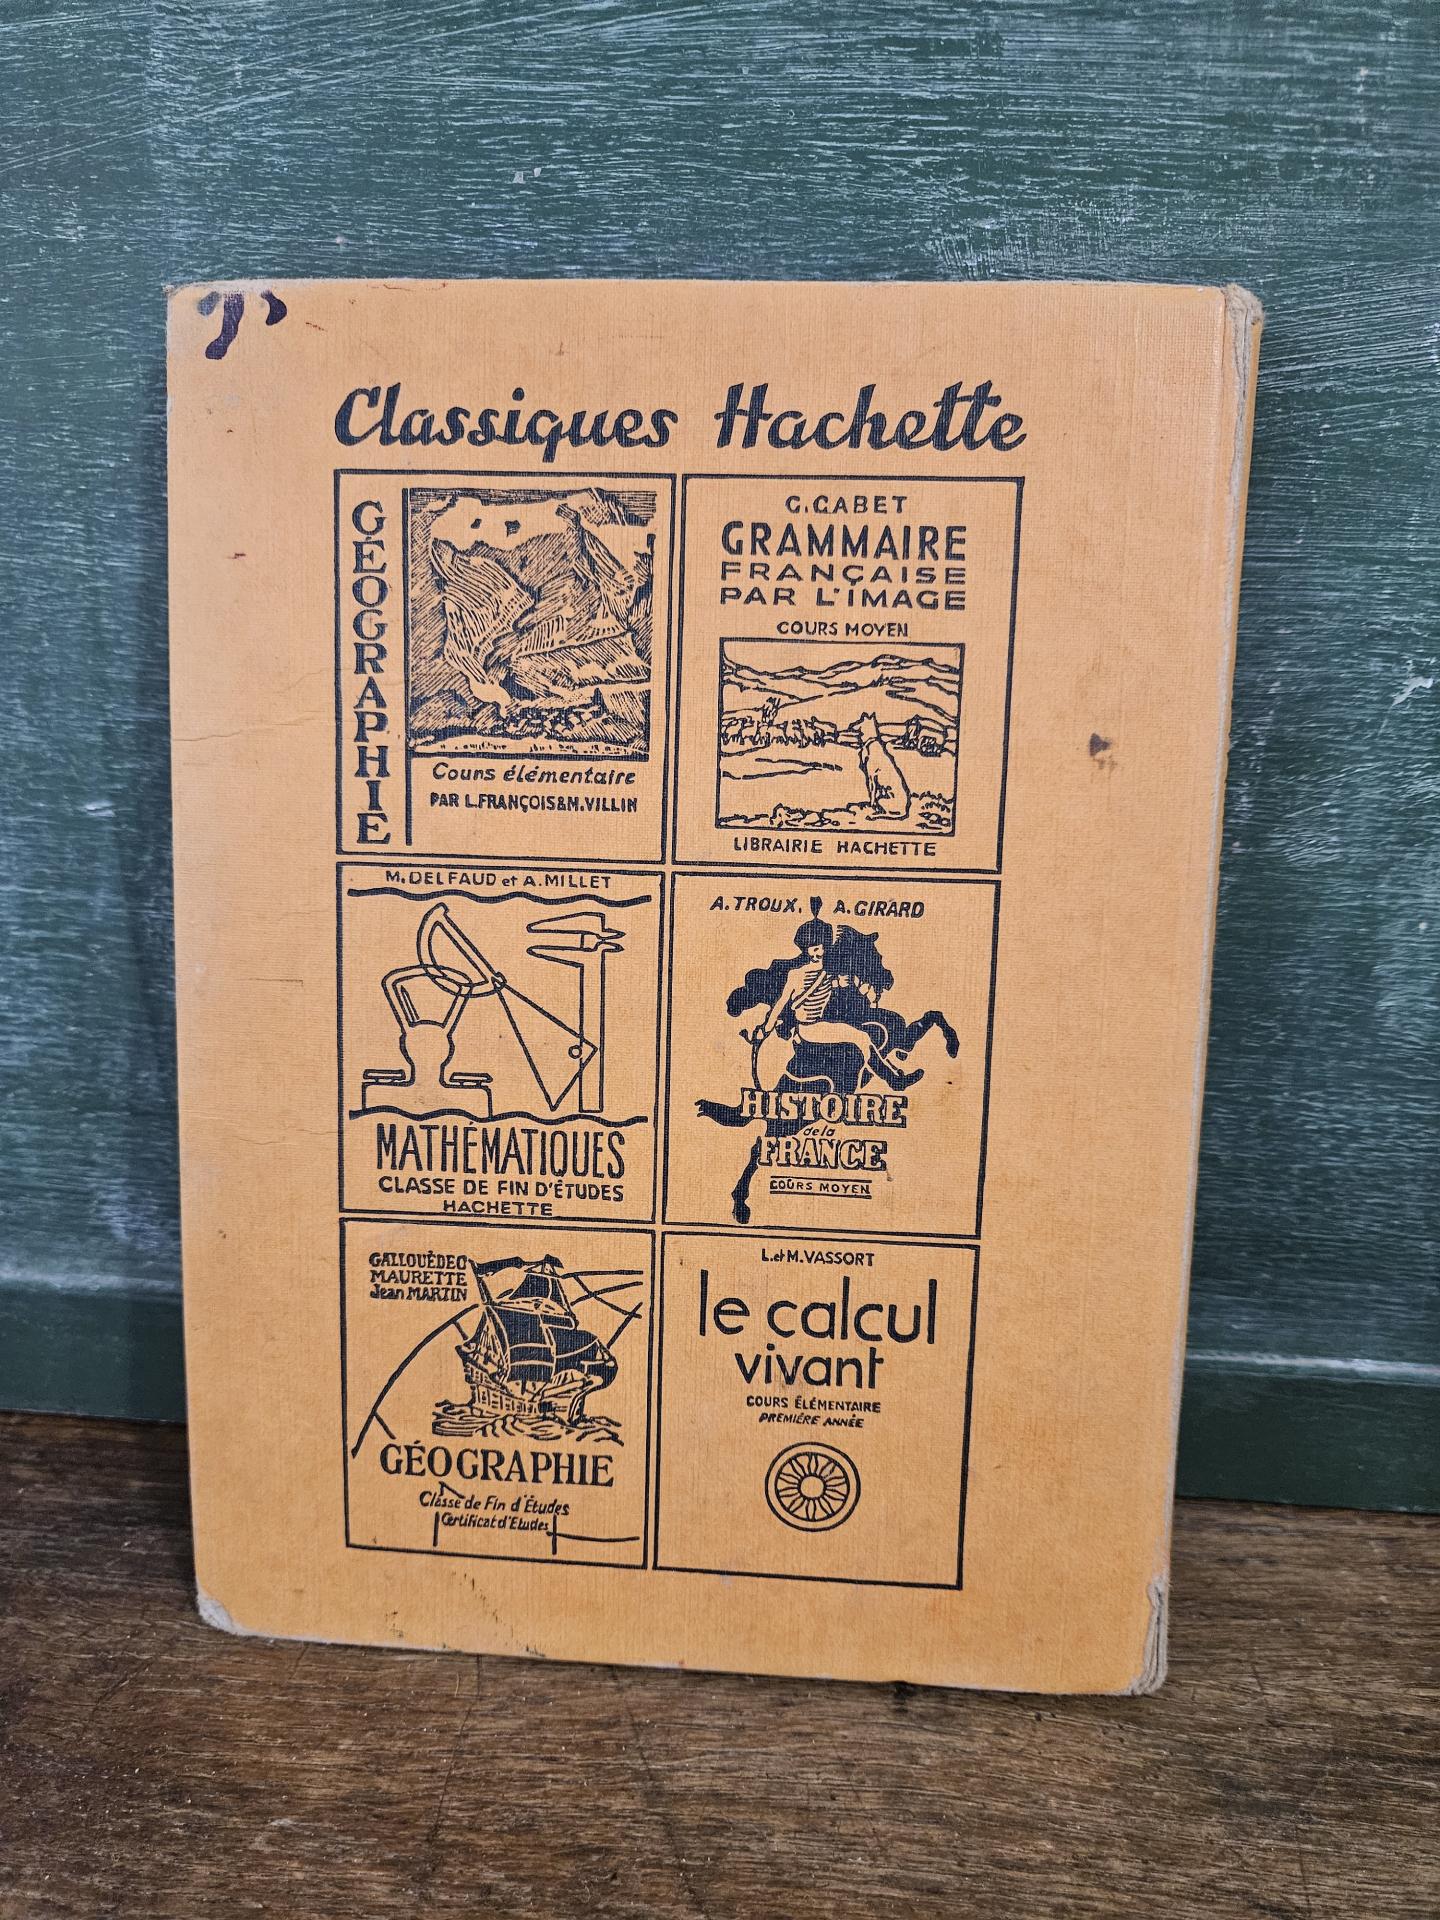 Classiques Hachette
GÉOGRAPHIE
Cours élémentaire
PAR L.FRANÇOIS&M.VILLIN
G.GABET
GRAMMAIRE
FRANÇAISE
PAR L'IMAGE
COURS MOYEN
LIBRAIRIE HACHETTE
M.DELFAUD et A.MILLET
MATHÉMATIQUES
CLASSE DE FIN D'ÉTUDES
HACHETTE
A.TROUX, A.GIRARD
HISTOIRE
de la
FRANCE
COURS MOYEN
GALLOUÉDEC
MAURETTE
Jean MARTIN
GÉOGRAPHIE
Classe de Fin d'Études
Certificat d'Etudes
L.et M.VASSORT
le calcul
vivant
COURS ÉLÉMENTAIRE
PREMIÉRE ANNÉE